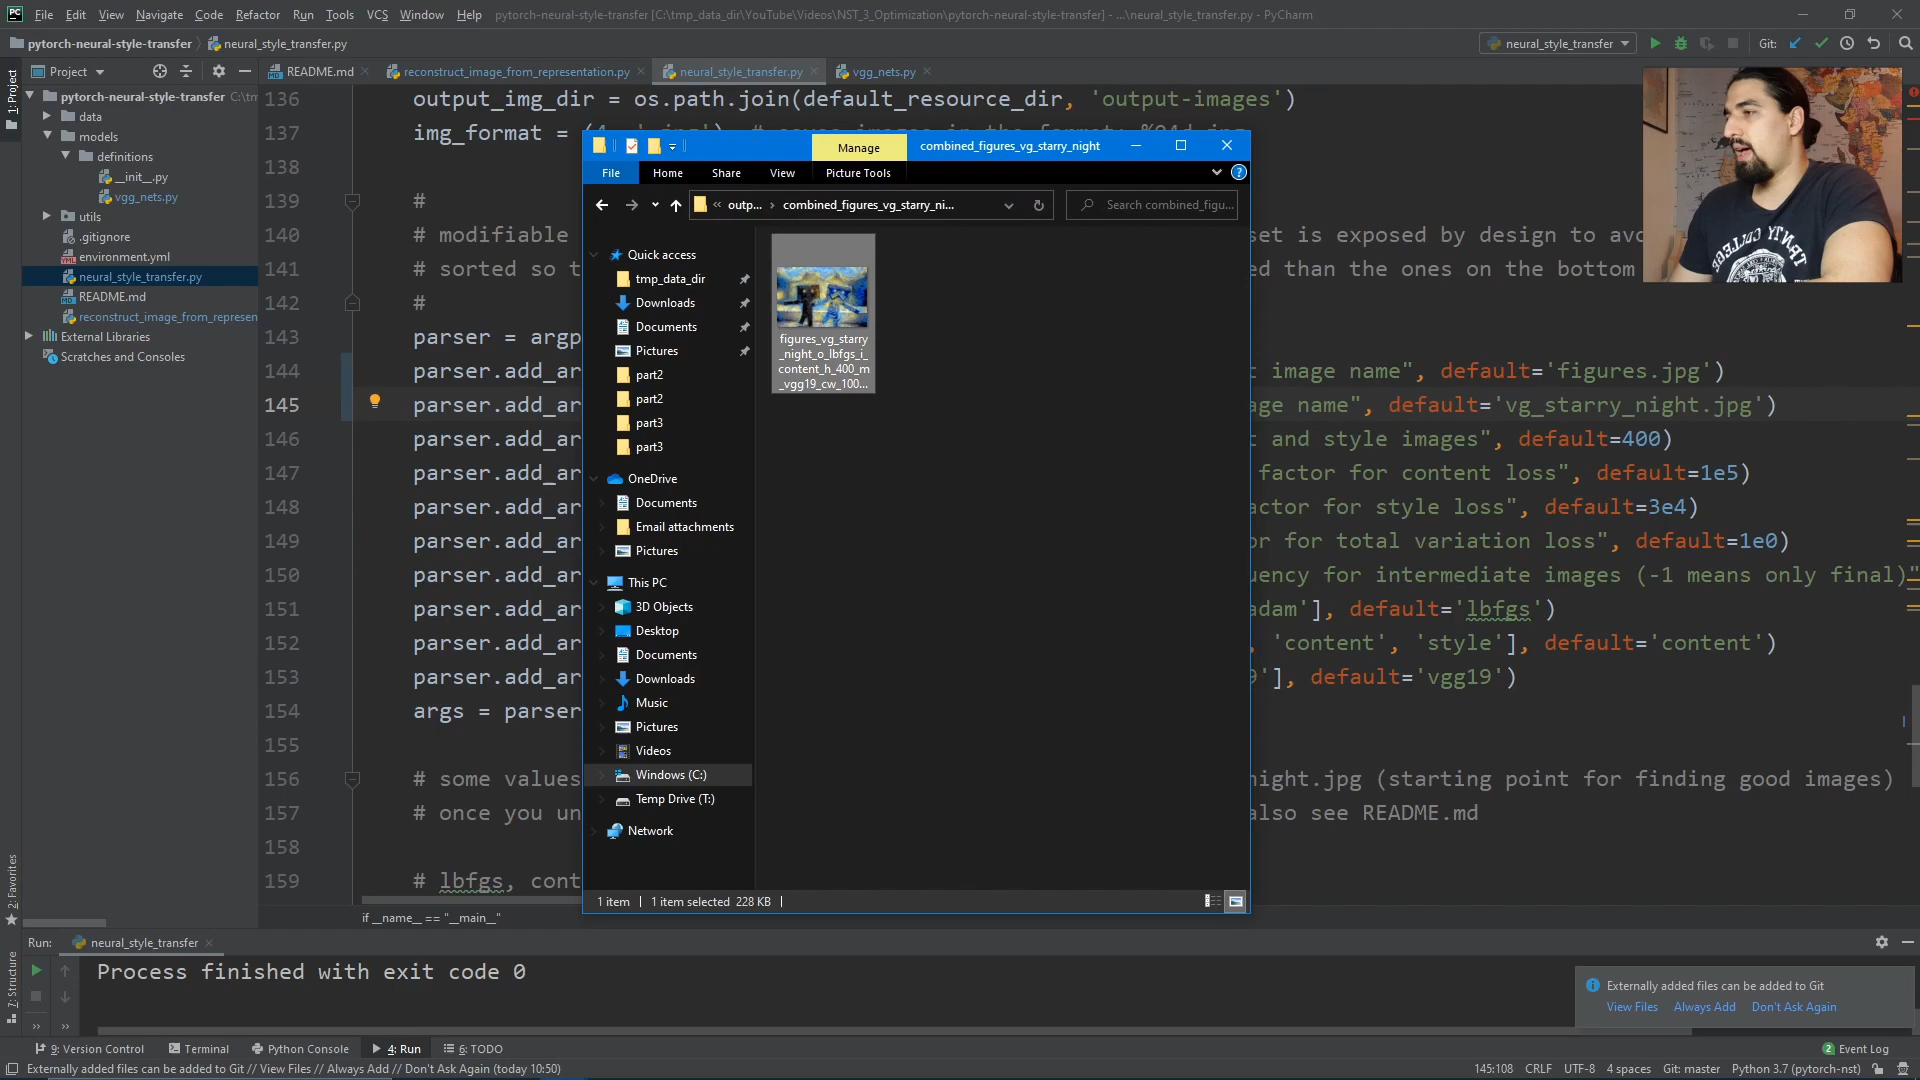 PC File Edit View Navigate Code Refactor Run Tools VCS Window Help pytorch-neural-style-transfer [C:\tmp_data_dir\YouTube\Videos\NST_3_Optimization\pytorch-neural-style-transfer] - ...\neural_style_transfer.py - PyCharm
pytorch-neural-style-transfer neural_style_transfer.py neural_style_transfer Git:
1: Project
Project README.md reconstruct_image_from_representation.py neural_style_transfer.py vgg_nets.py
pytorch-neural-style-transfer C:\tm
data
models
definitions
__init__.py
vgg_nets.py
utils
.gitignore
environment.yml
neural_style_transfer.py
README.md
reconstruct_image_from_represen
External Libraries
Scratches and Consoles
136 output_img_dir = os.path.join(default_resource_dir, 'output-images')
137 img_format =
138
139 #
140 # modifiable set is exposed by design to avo
141 # sorted so t ed than the ones on the bottom
142 #
143 parser = argp
144 parser.add_ar t image name", default='figures.jpg')
145 parser.add_ar age name", default='vg_starry_night.jpg')
146 parser.add_ar t and style images", default=400)
147 parser.add_ar factor for content loss", default=1e5)
148 parser.add_ar actor for style loss", default=3e4)
149 parser.add_ar or for total variation loss", default=1e0)
150 parser.add_ar uency for intermediate images (-1 means only final)"
151 parser.add_ar adam'], default='lbfgs')
152 parser.add_ar , 'content', 'style'], default='content')
153 parser.add_ar 9'], default='vgg19')
154 args = parser
155
156 # some values night.jpg (starting point for finding good images)
157 # once you un also see README.md
158
159 # lbfgs, cont
if __name__ == "__main__"
Manage combined_figures_vg_starry_night
File Home Share View Picture Tools
« outp... › combined_figures_vg_starry_ni... Search combined_figu...
Quick access
tmp_data_dir
Downloads
Documents
Pictures
part2
part2
part3
part3
OneDrive
Documents
Email attachments
Pictures
This PC
3D Objects
Desktop
Documents
Downloads
Music
Pictures
Videos
Windows (C:)
Temp Drive (T:)
Network
figures_vg_starry
_night_o_lbfgs_i_
content_h_400_m
_vgg19_cw_100...
1 item 1 item selected 228 KB
TRINITY COLLEGE
2: Favorites
7: Structure
Run: neural_style_transfer
Process finished with exit code 0
Externally added files can be added to Git
View Files Always Add Don't Ask Again
9: Version Control Terminal Python Console 4: Run 6: TODO 2 Event Log
Externally added files can be added to Git // View Files // Always Add // Don't Ask Again (today 10:50) 145:108 CRLF UTF-8 4 spaces Git: master Python 3.7 (pytorch-nst)